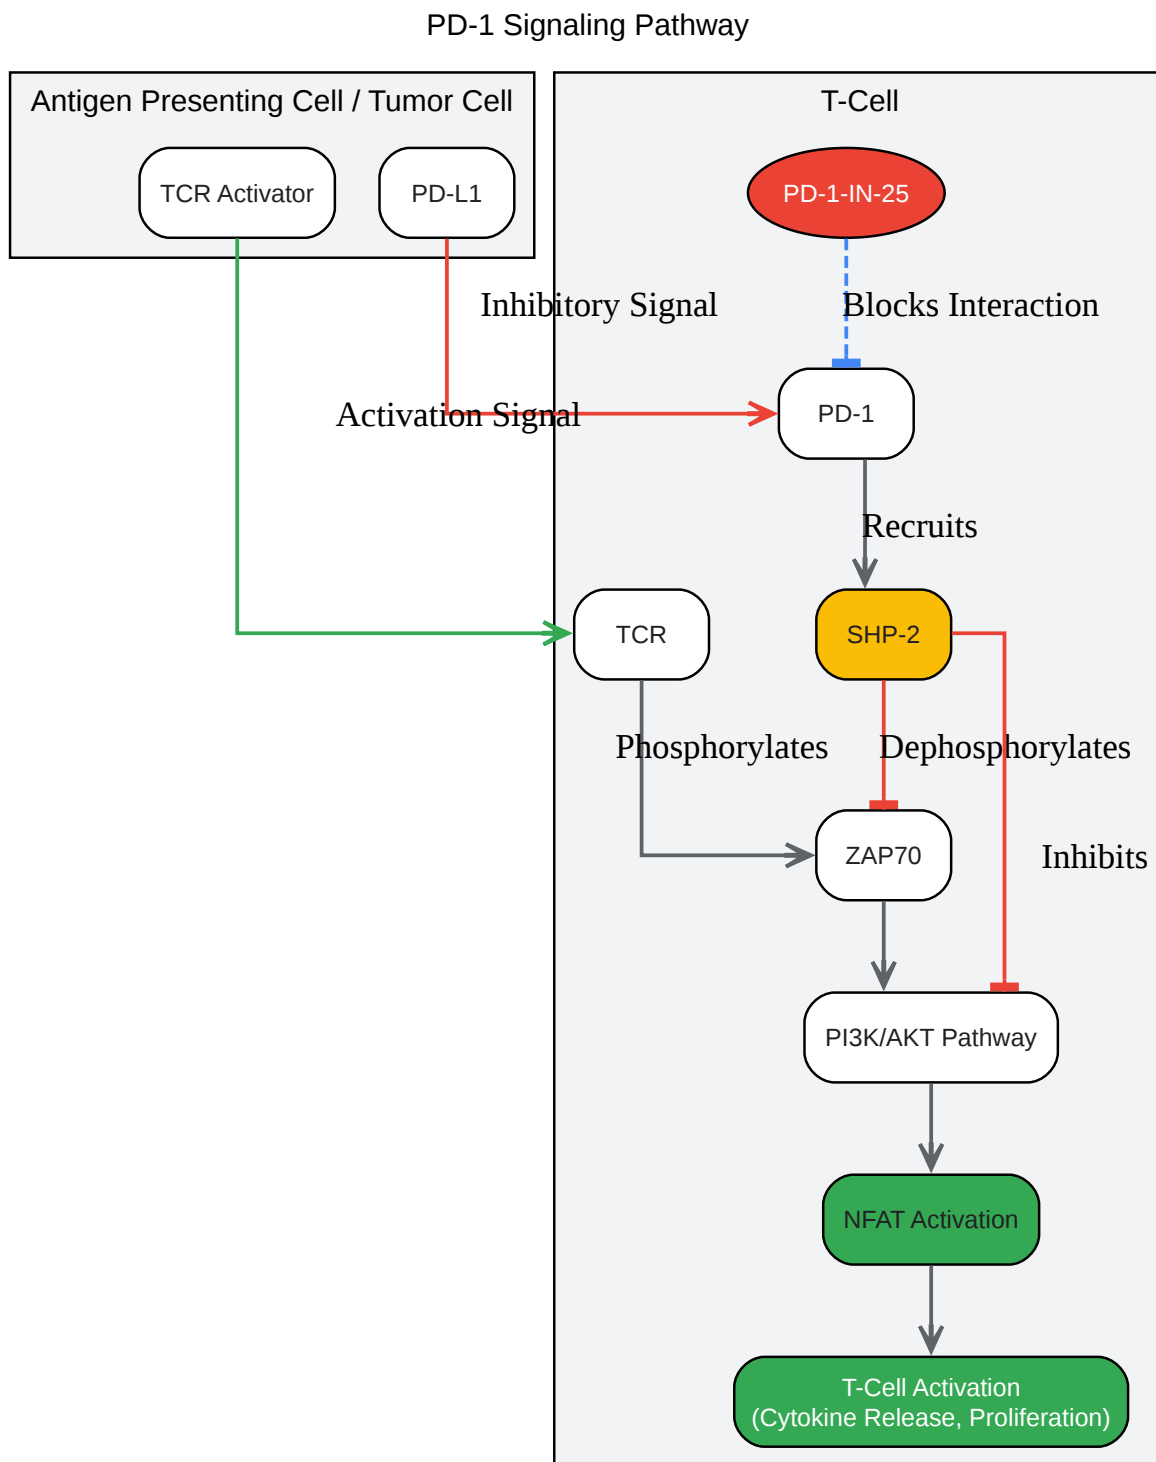 PD-1 Signaling Pathway
Antigen Presenting Cell / Tumor Cell
T-Cell
TCR Activator
PD-L1
PD-1-IN-25
Inhibitory Signal
Blocks Interaction
Activation Signal
PD-1
Recruits
TCR
SHP-2
Phosphorylates
Dephosphorylates
ZAP70
Inhibits
PI3K/AKT Pathway
NFAT Activation
T-Cell Activation
(Cytokine Release, Proliferation)